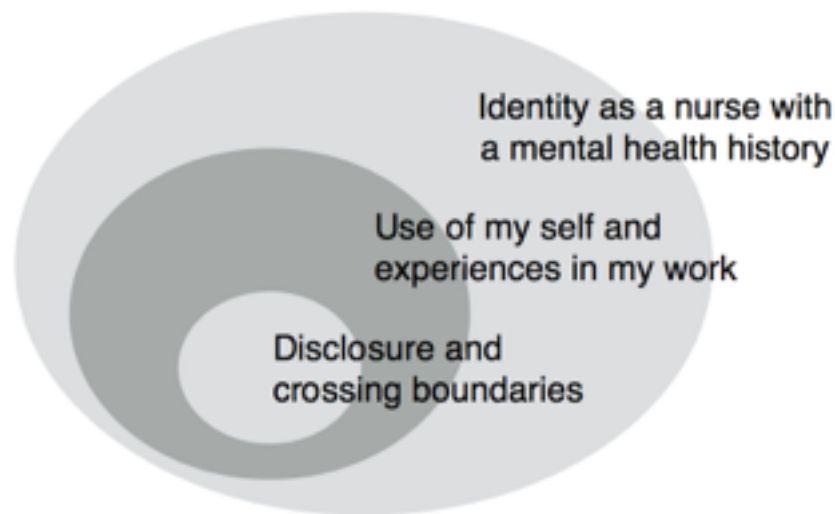 Identity as a nurse with
a mental health history
Use of my self and
experiences in my work
Disclosure and
crossing boundaries